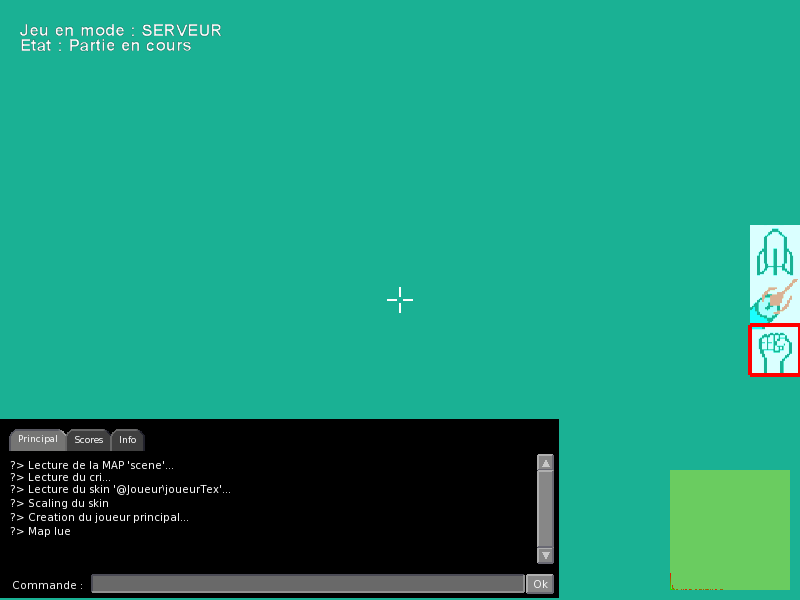 Jeu en mode : SERVEUR
Etat : Partie en cours
Principal Scores Info
?> Lecture de la MAP 'scene'...
?> Lecture du cri...
?> Lecture du skin '@Joueur\joueurTex'...
?> Scaling du skin
?> Creation du joueur principal...
?> Map lue
Commande : Ok